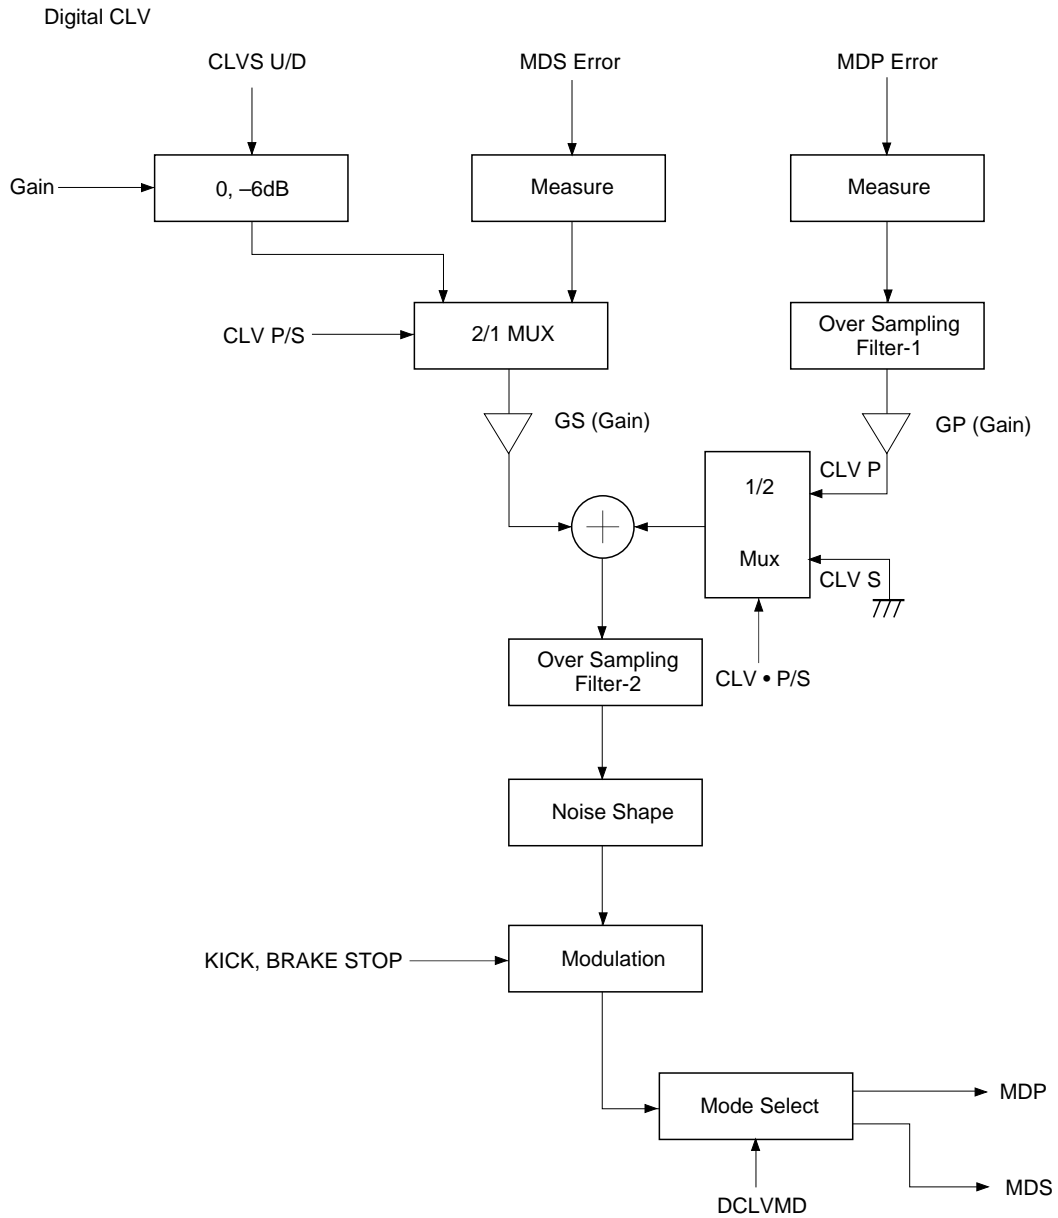 Digital CLV
CLVS U/D
MDS Error
MDP Error
Gain
0, –6dB
Measure
Measure
CLV P/S
2/1 MUX
Over Sampling
Filter-1
GS (Gain)
GP (Gain)
CLV P
1/2
Mux
CLV S
CLV • P/S
Over Sampling
Filter-2
Noise Shape
KICK, BRAKE STOP
Modulation
Mode Select
MDP
MDS
DCLVMD